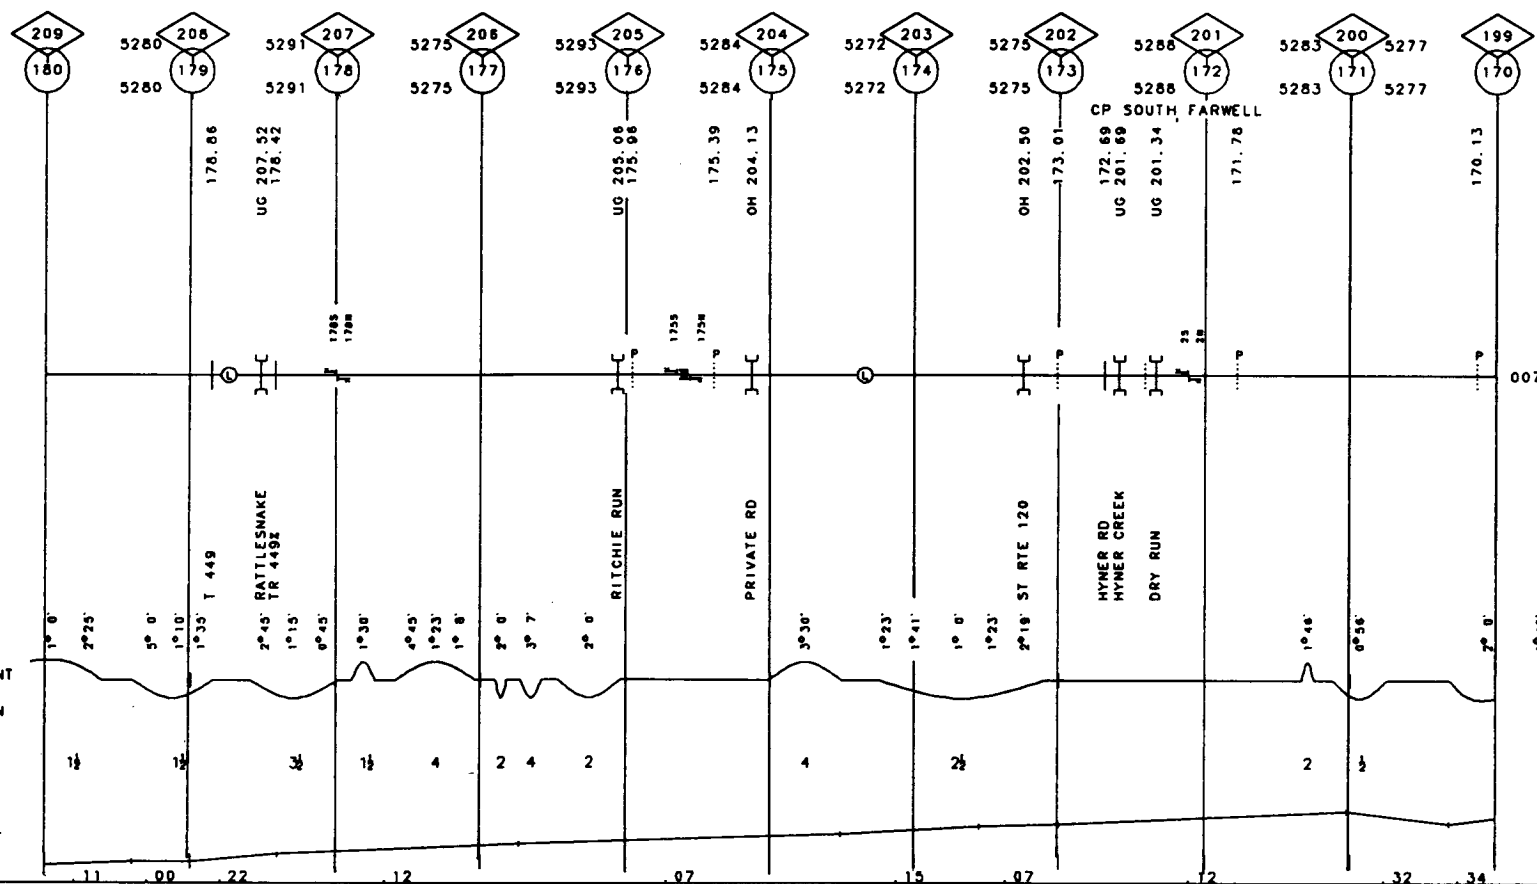 209 5280 208 5291 207 5275 206 5293 205 5284 204 5272 203 5275 202 5288 201 5283 200 5277 199
180 179 178 177 176 175 174 173 172 171 170
5280 5291 5275 5293 5284 5272 5275 5288 5283 5277
CP SOUTH FARWELL
178.86
UG 207.52
178.42
UG 205.06
175.96
175.39
OH 204.13
OH 202.50
173.01
172.69
UG 201.69
UG 201.34
171.78
170.13
178S
178N
175S
175N
2S
2N
P P P P P
L L
007
T 449
RATTLESNAKE
TR 449
RITCHIE RUN
PRIVATE RD
ST RTE 120
HYNER RD
HYNER CREEK
DRY RUN
1° 0' 2°25' 5° 0' 1°10' 1°35' 2°45' 1°15' 0°45' 1°30' 4°45' 1°23' 1° 8' 2° 0' 3° 7' 2° 0' 3°30' 1°23' 1°41' 1° 0' 1°23' 2°19' 1°46' 0°56' 2° 0'
NT
N
1½ 1½ 3½ 1½ 4 2 4 2 4 2½ 2 ½
.11 .00 .22 .12 .07 .15 .07 .12 .32 .34